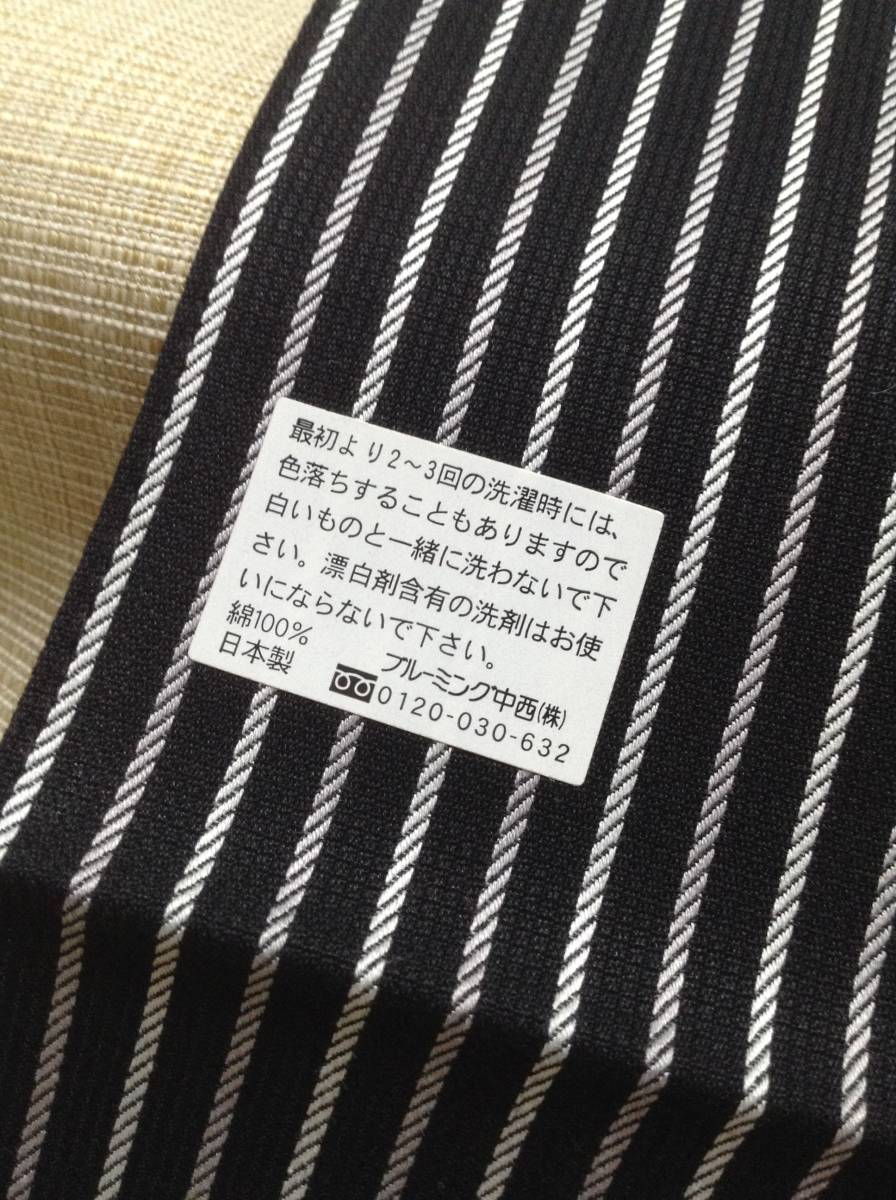 最初より2～3回の洗濯時には、
色落ちすることもありますので
白いものと一緒に洗わないで下
さい。漂白剤含有の洗剤はお使
いにならないで下さい。
綿100%
日本製
ブルーミング中西(株)
0120-030-632